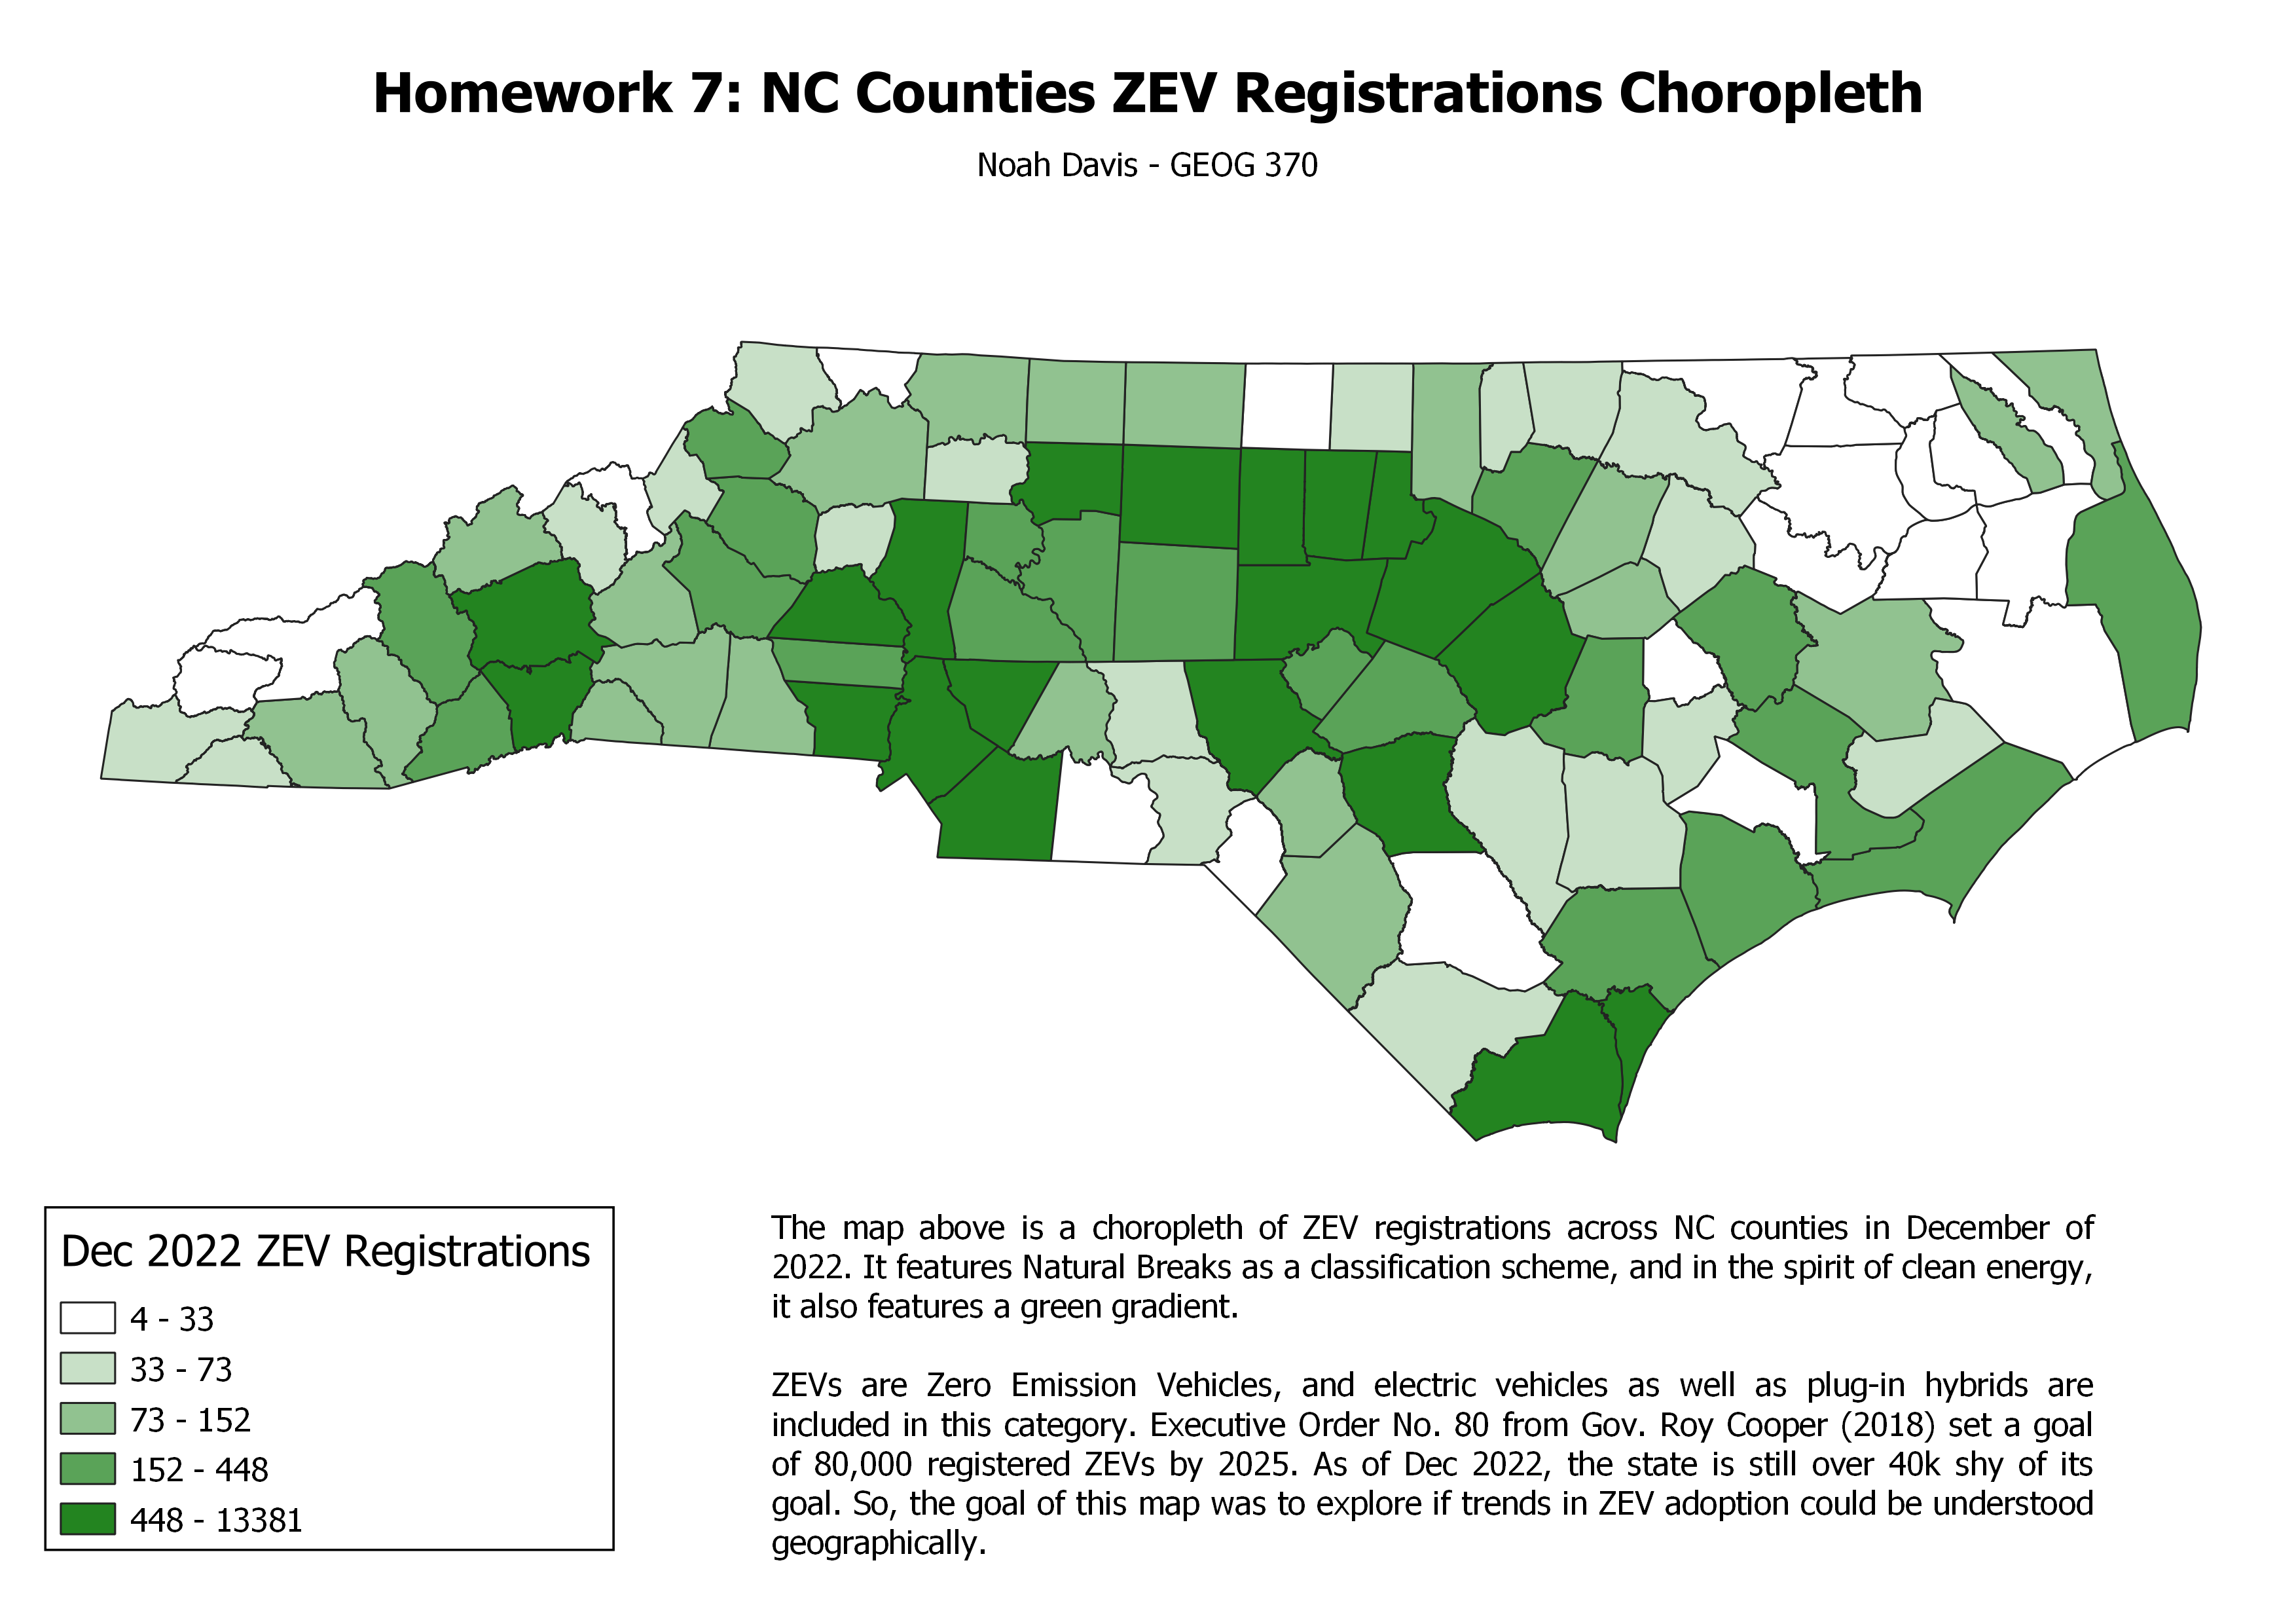 Homework 7: NC Counties ZEV Registrations Choropleth
Noah Davis - GEOG 370
Dec 2022 ZEV Registrations
4 - 33
33 - 73
73 - 152
152 - 448
448 - 13381
The map above is a choropleth of ZEV registrations across NC counties in December of
2022. It features Natural Breaks as a classification scheme, and in the spirit of clean energy,
it also features a green gradient.
ZEVs are Zero Emission Vehicles, and electric vehicles as well as plug-in hybrids are
included in this category. Executive Order No. 80 from Gov. Roy Cooper (2018) set a goal
of 80,000 registered ZEVs by 2025. As of Dec 2022, the state is still over 40k shy of its
goal. So, the goal of this map was to explore if trends in ZEV adoption could be understood
geographically.